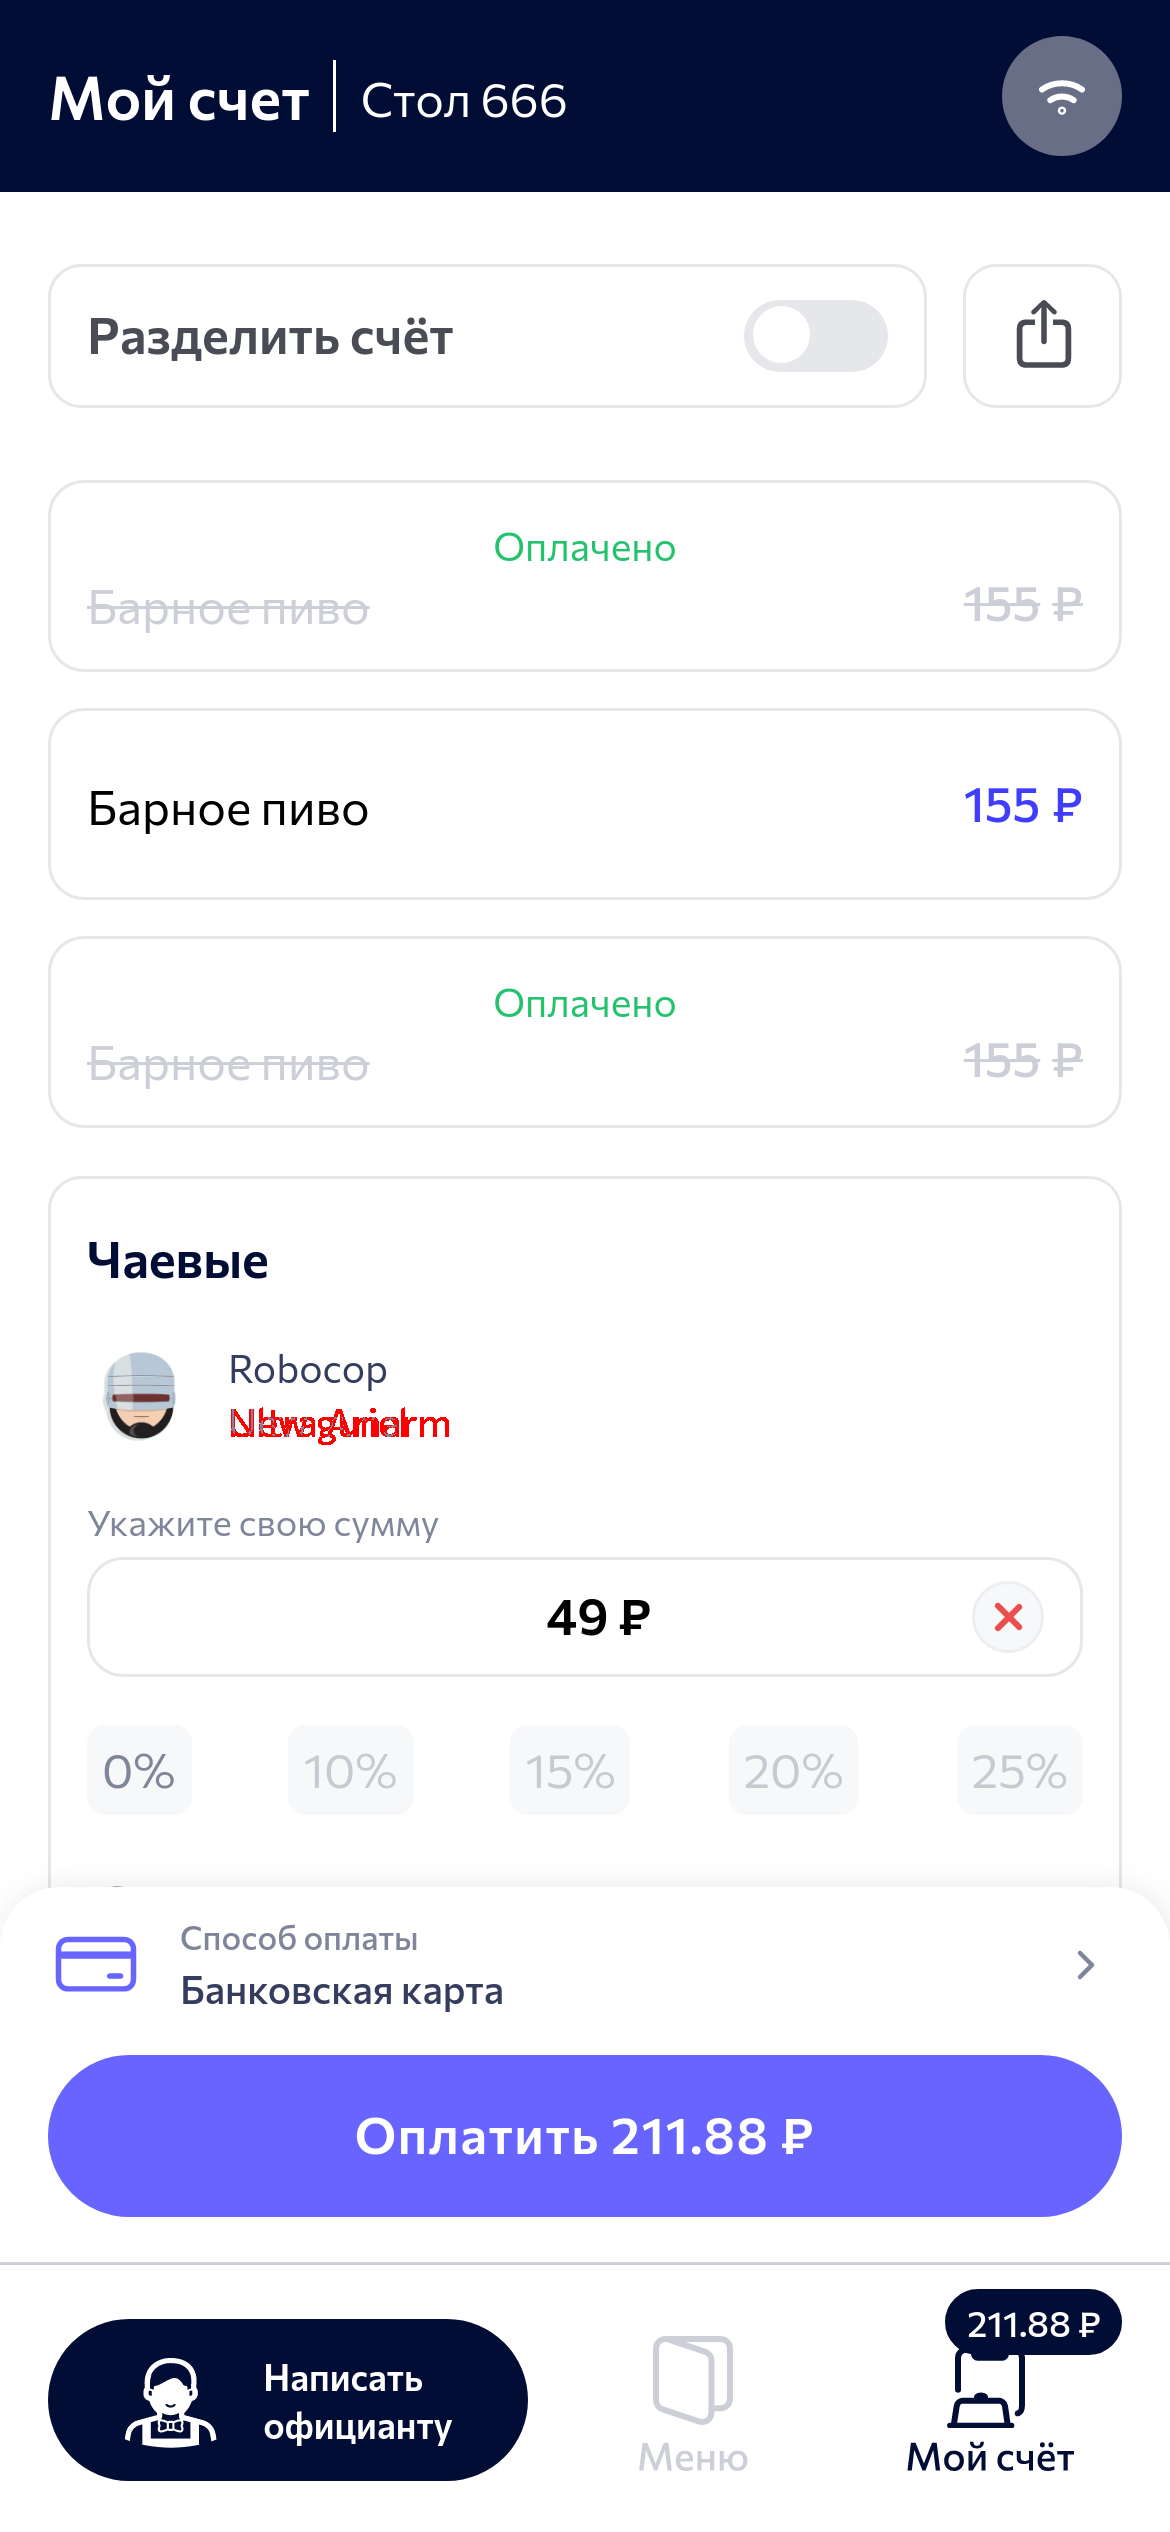 Мой счет
Стол 666
Разделить счёт
Оплачено
Барное пиво 155 ₽
Барное пиво 155 ₽
Оплачено
Барное пиво 155 ₽
Чаевые
Robocop
Укажите свою сумму
49 ₽
0% 10% 15% 20% 25%
Способ оплаты
Банковская карта
Оплатить 211.88 ₽
211.88 ₽
Написать
официанту
Меню
Мой счёт